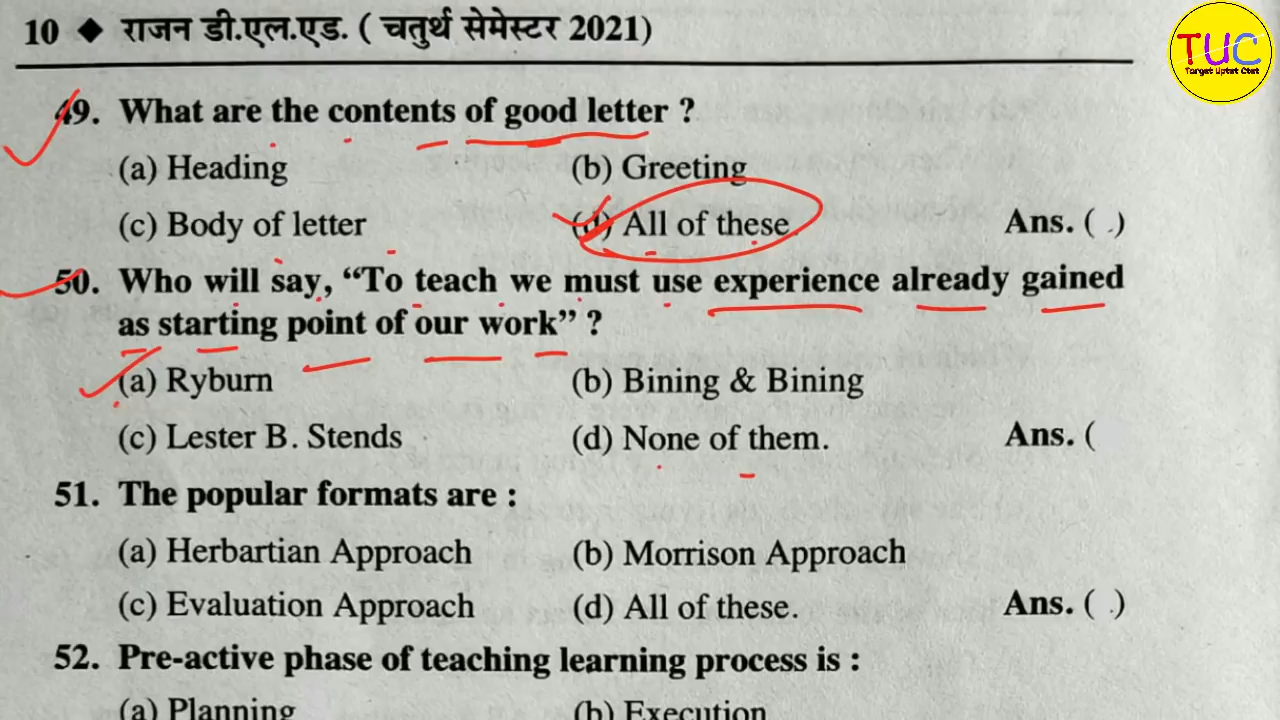 10 ◆ राजन डी.एल.एड. ( चतुर्थ सेमेस्टर 2021)
TUC
Target Uptet Ctet
49. What are the contents of good letter ?
(a) Heading (b) Greeting
(c) Body of letter (d) All of these. Ans. ( )
50. Who will say, “To teach we must use experience already gained
as starting point of our work” ?
(a) Ryburn (b) Bining & Bining
(c) Lester B. Stends (d) None of them. Ans. (
51. The popular formats are :
(a) Herbartian Approach (b) Morrison Approach
(c) Evaluation Approach (d) All of these. Ans. ( )
52. Pre-active phase of teaching learning process is :
(a) Planning (b) Execution